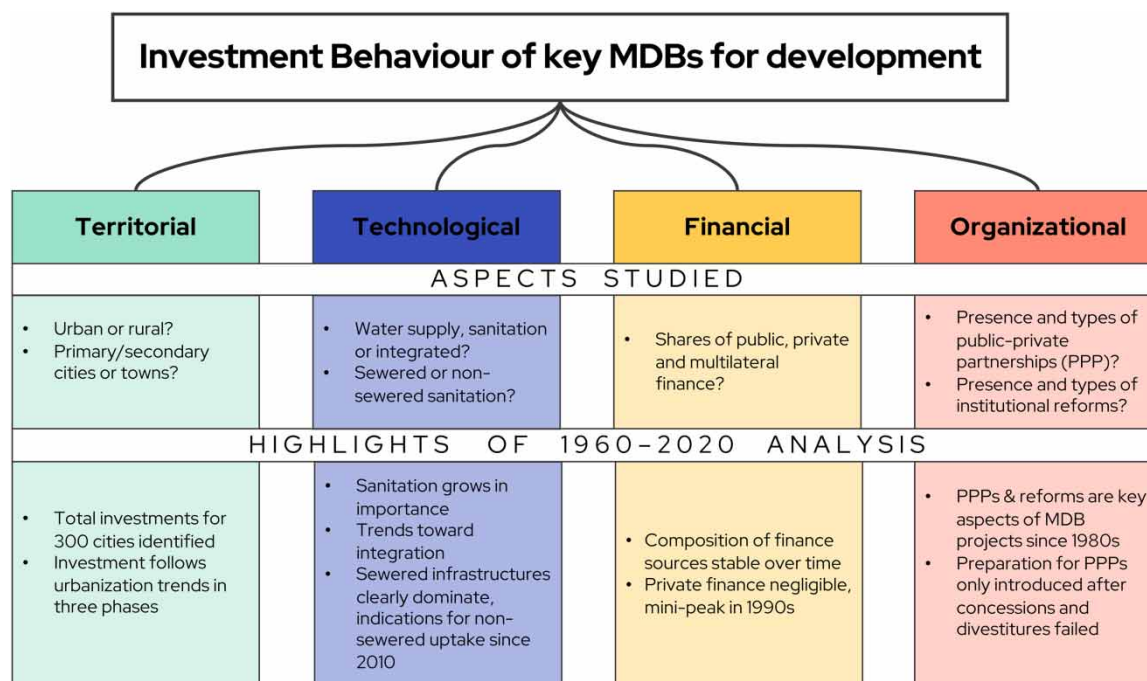 Investment Behaviour of key MDBs for development
Territorial
Technological
Financial
Organizational
ASPECTS STUDIED
• Urban or rural?
• Primary/secondary
cities or towns?
• Water supply, sanitation
or integrated?
• Sewered or non-
sewered sanitation?
• Shares of public, private
and multilateral
finance?
• Presence and types of
public-private
partnerships (PPP)?
• Presence and types of
institutional reforms?
HIGHLIGHTS OF 1960-2020 ANALYSIS
• Total investments for
300 cities identified
• Investment follows
urbanization trends in
three phases
• Sanitation grows in
importance
• Trends toward
integration
• Sewered infrastructures
clearly dominate,
indications for non-
sewered uptake since
2010
• Composition of finance
sources stable over time
• Private finance negligible,
mini-peak in 1990s
• PPPs & reforms are key
aspects of MDB
projects since 1980s
• Preparation for PPPs
only introduced after
concessions and
divestitures failed